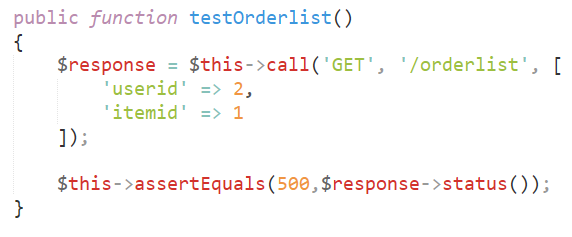 public function testOrderlist()
{
    $response = $this->call('GET', '/orderlist', [
        'userid' => 2,
        'itemid' => 1
    ]);

    $this->assertEquals(500,$response->status());
}